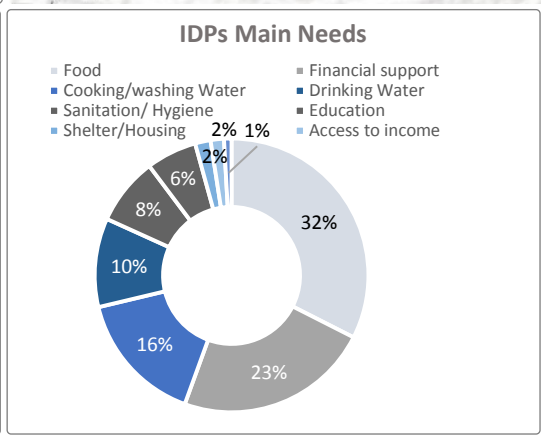 IDPs Main Needs
Food Financial support
Cooking/washing Water Drinking Water
Sanitation/ Hygiene Education
Shelter/Housing Access to income
2% 1%
2%
6%
8%
32%
10%
16%
23%